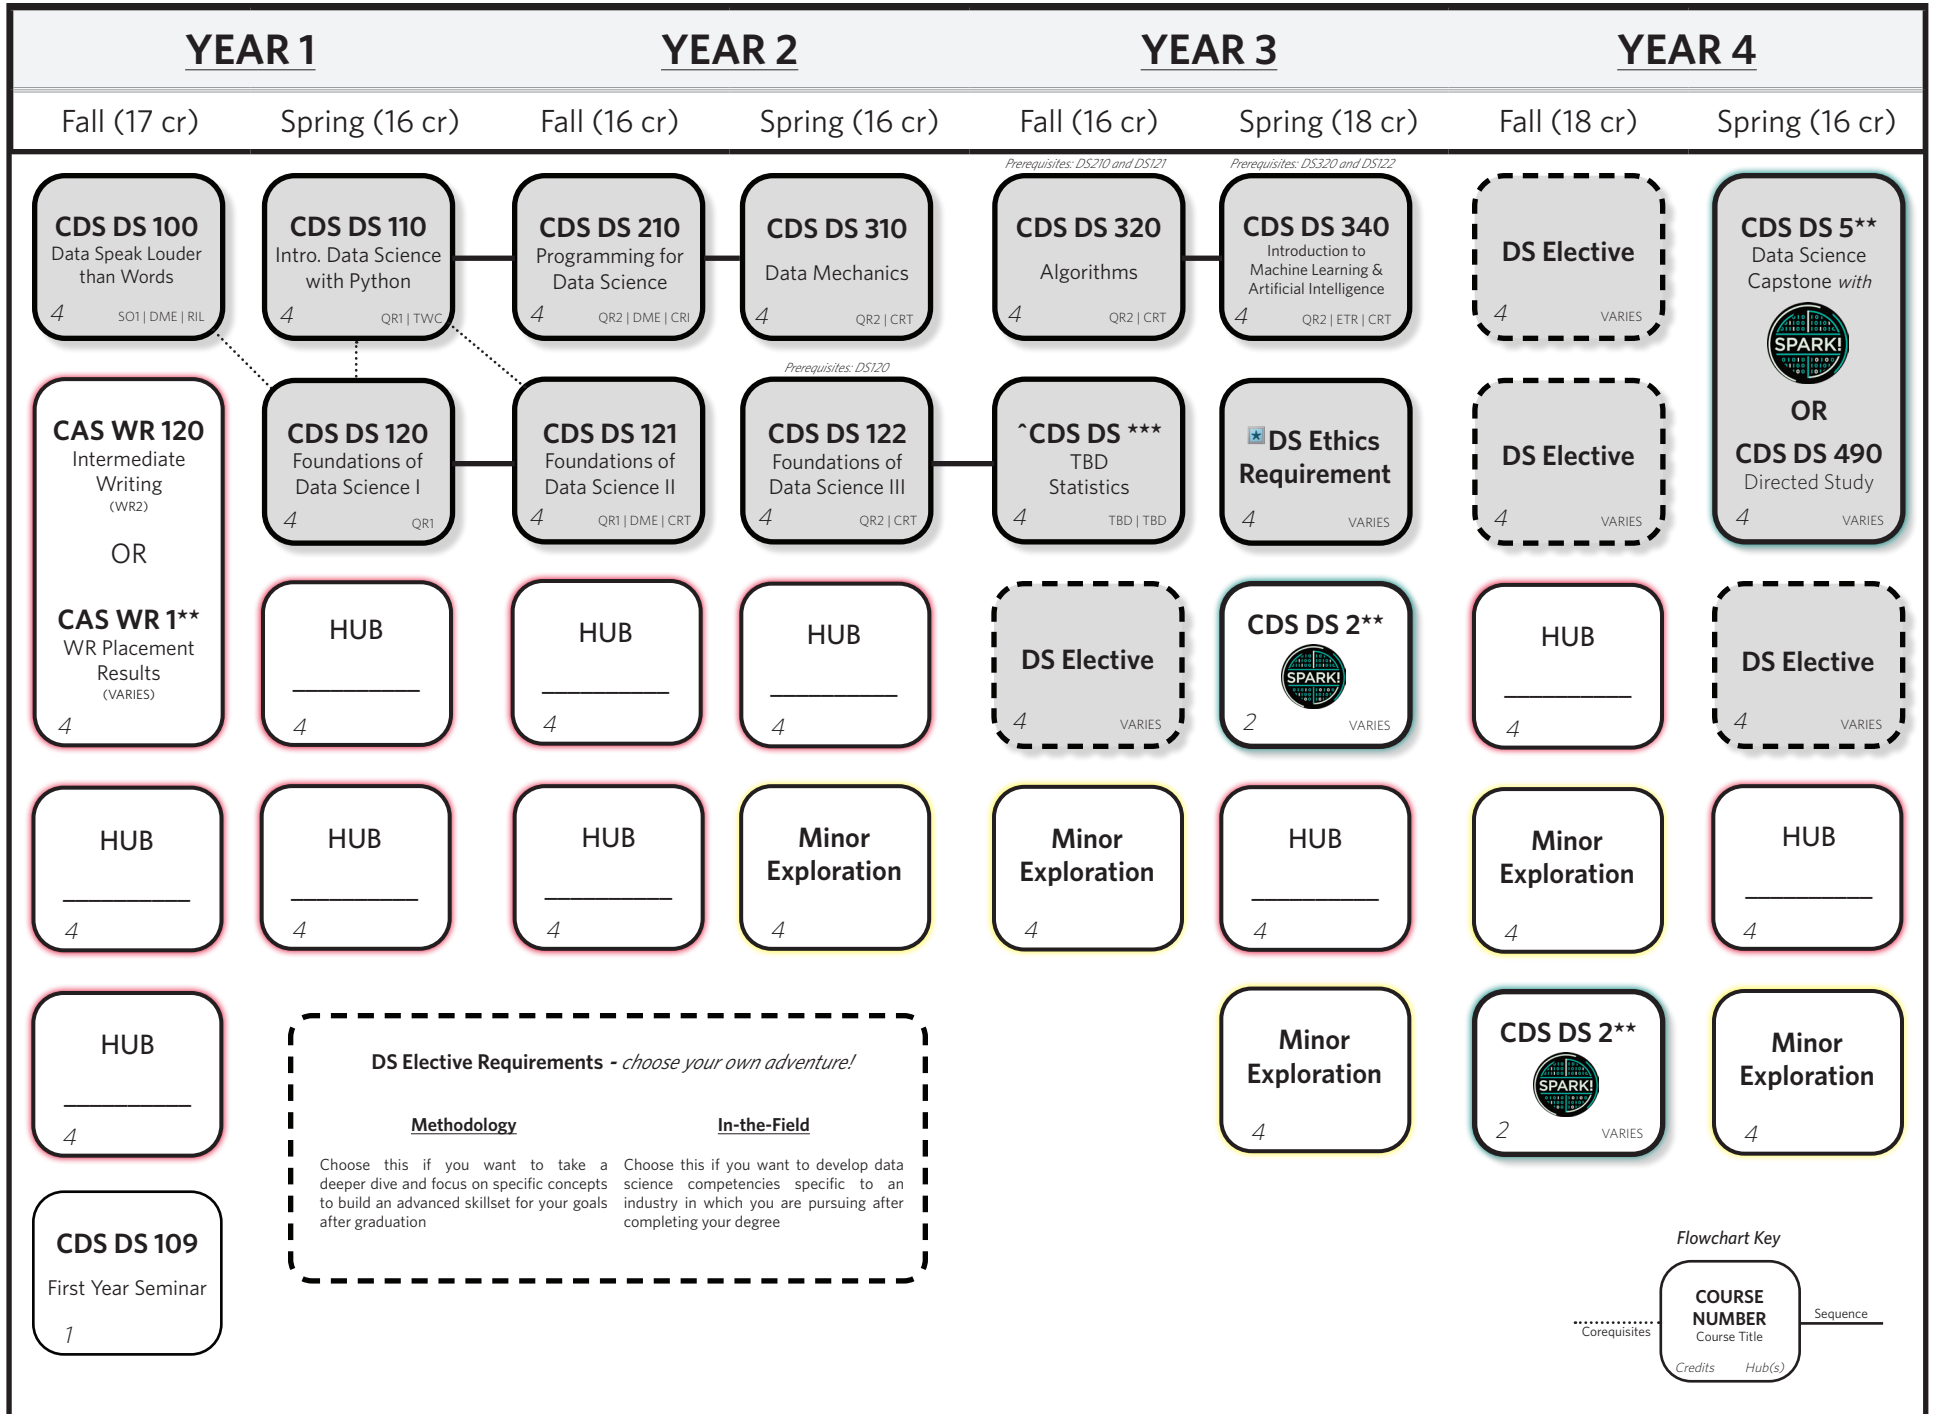 YEAR 1
YEAR 2
YEAR 3
YEAR 4
Fall (17 cr)
Spring (16 cr)
Fall (16 cr)
Spring (16 cr)
Fall (16 cr)
Spring (18 cr)
Fall (18 cr)
Spring (16 cr)
CDS DS 100
Data Speak Louder
than Words
4
SO1 | DME | RIL
CAS WR 120
Intermediate
Writing
(WR2)
OR
CAS WR 1**
WR Placement
Results
(VARIES)
4
HUB
__________
4
HUB
__________
4
CDS DS 109
First Year Seminar
1
CDS DS 110
Intro. Data Science
with Python
4
QR1 | TWC
CDS DS 120
Foundations of
Data Science I
4
QR1
HUB
__________
4
HUB
__________
4
CDS DS 210
Programming for
Data Science
4
QR2 | DME | CRI
CDS DS 121
Foundations of
Data Science II
4
QR1 | DME | CRT
HUB
__________
4
HUB
__________
4
CDS DS 310
Data Mechanics
4
QR2 | CRT
Prerequisites: DS120
CDS DS 122
Foundations of
Data Science III
4
QR2 | CRT
HUB
__________
4
Minor
Exploration
4
DS Elective Requirements - choose your own adventure!
Methodology
Choose this if you want to take a
deeper dive and focus on specific concepts
to build an advanced skillset for your goals
after graduation
In-the-Field
Choose this if you want to develop data
science competencies specific to an
industry in which you are pursuing after
completing your degree
Prerequisites: DS210 and DS121
CDS DS 320
Algorithms
4
QR2 | CRT
^CDS DS ***
TBD
Statistics
4
TBD | TBD
DS Elective
4
VARIES
Minor
Exploration
4
Prerequisites: DS320 and DS122
CDS DS 340
Introduction to
Machine Learning &
Artificial Intelligence
4
QR2 | ETR | CRT
DS Ethics
Requirement
4
VARIES
CDS DS 2**
SPARK!
2
VARIES
HUB
__________
4
Minor
Exploration
4
DS Elective
4
VARIES
DS Elective
4
VARIES
HUB
__________
4
Minor
Exploration
4
CDS DS 2**
SPARK!
2
VARIES
CDS DS 5**
Data Science
Capstone with
SPARK!
OR
CDS DS 490
Directed Study
4
VARIES
DS Elective
4
VARIES
HUB
__________
4
Minor
Exploration
4
Flowchart Key
COURSE
NUMBER
Course Title
Credits
Hub(s)
Corequisites
Sequence